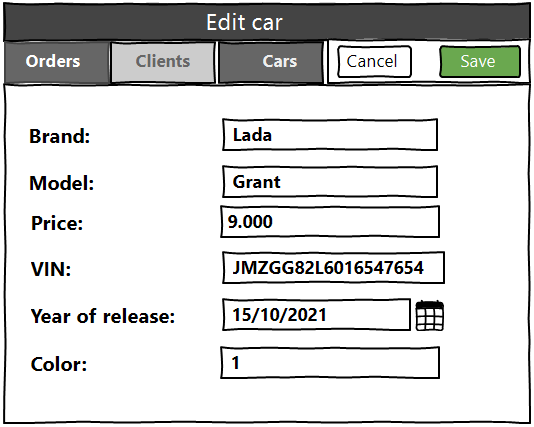 Edit car
Orders Clients Cars Cancel Save
Brand: Lada
Model: Grant
Price: 9.000
VIN: JMZGG82L6016547654
Year of release: 15/10/2021
Color: 1